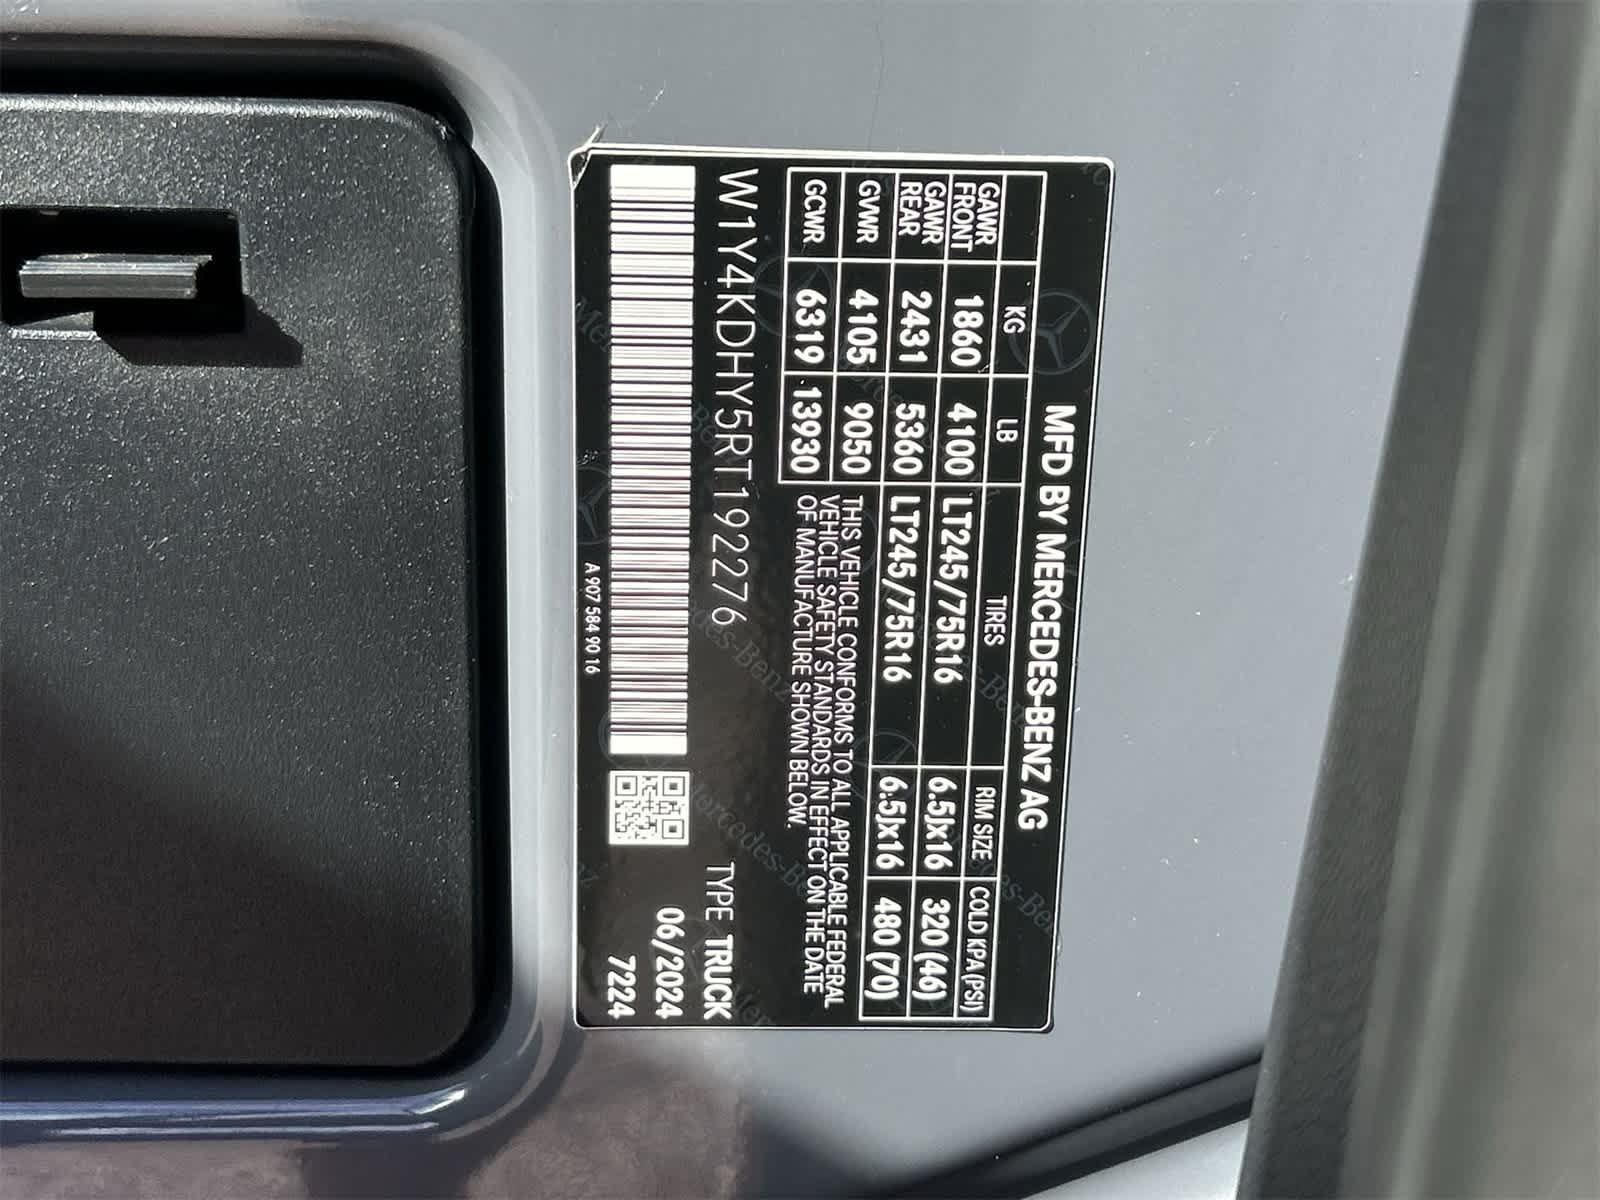 MFD BY MERCEDES-BENZ AG
KG LB TIRES RIM SIZE COLD KPA(PSI)
GAWR FRONT 1860 4100 LT245/75R16 6.5Jx16 320 (46)
GAWR REAR 2431 5360 LT245/75R16 6.5Jx16 480 (70)
GVWR 4105 9050
GCWR 6319 13930
THIS VEHICLE CONFORMS TO ALL APPLICABLE FEDERAL
VEHICLE SAFETY STANDARDS IN EFFECT ON THE DATE
OF MANUFACTURE SHOWN BELOW.
W1Y4KDHY5RT192276 TYPE TRUCK
06/2024
7224
A 907 584 90 16